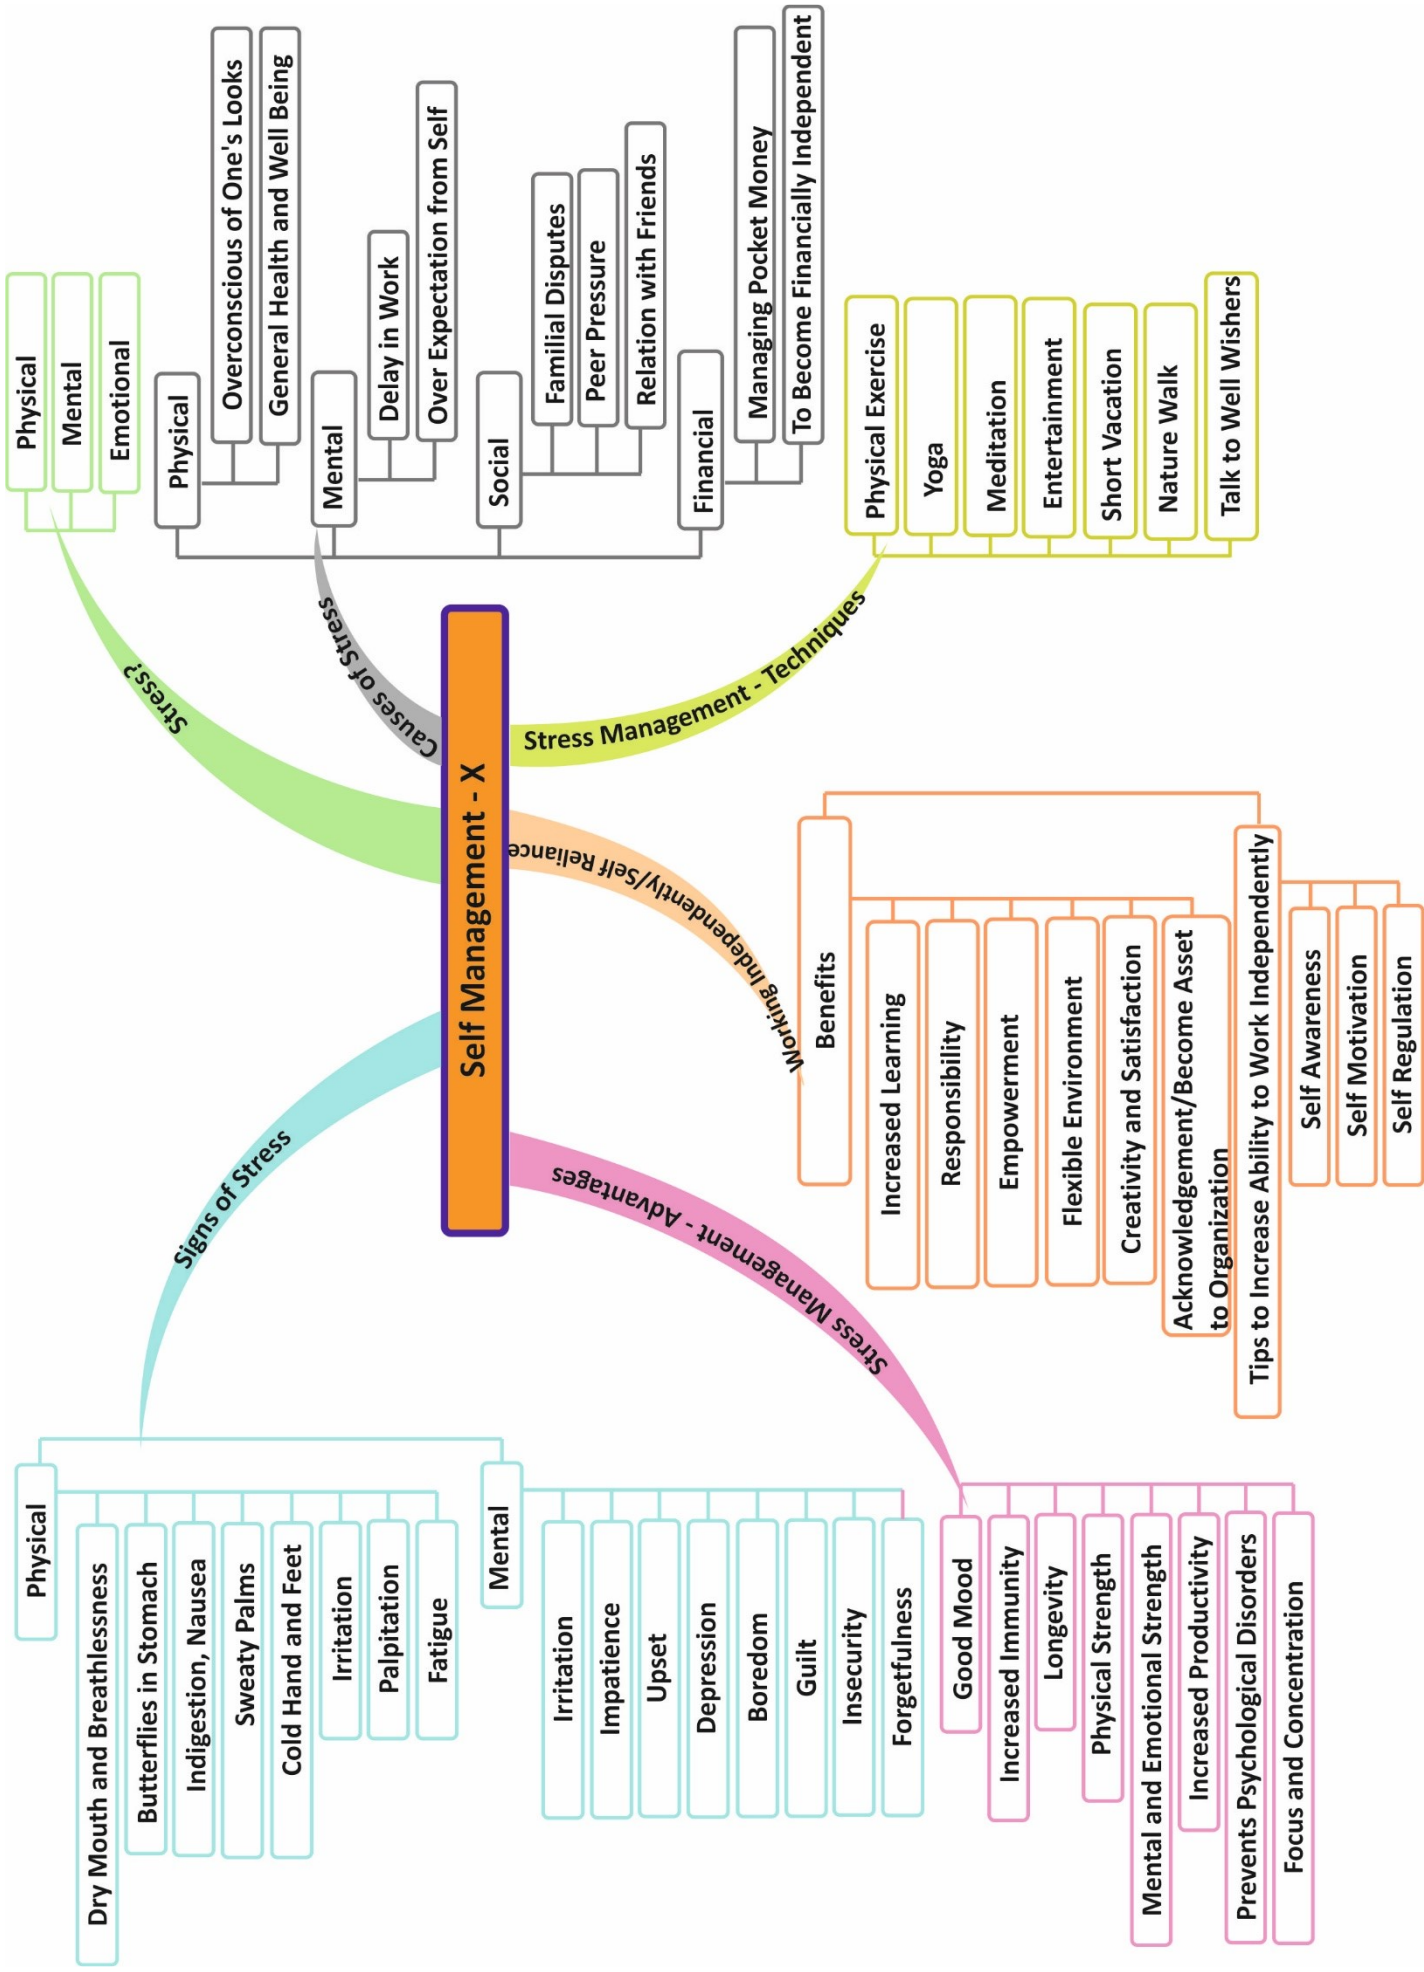 Self Management - X
Stress?
Physical
Mental
Emotional
Causes of Stress
Physical
Overconscious of One's Looks
General Health and Well Being
Mental
Delay in Work
Over Expectation from Self
Social
Familial Disputes
Peer Pressure
Relation with Friends
Financial
Managing Pocket Money
To Become Financially Independent
Stress Management - Techniques
Physical Exercise
Yoga
Meditation
Entertainment
Short Vacation
Nature Walk
Talk to Well Wishers
Working Independently/Self Reliance
Benefits
Increased Learning
Responsibility
Empowerment
Flexible Environment
Creativity and Satisfaction
Acknowledgement/Become Asset
to Organization
Tips to Increase Ability to Work Independently
Self Awareness
Self Motivation
Self Regulation
Signs of Stress
Physical
Dry Mouth and Breathlessness
Butterflies in Stomach
Indigestion, Nausea
Sweaty Palms
Cold Hand and Feet
Irritation
Palpitation
Fatigue
Mental
Irritation
Impatience
Upset
Depression
Boredom
Guilt
Insecurity
Forgetfulness
Stress Management - Advantages
Good Mood
Increased Immunity
Longevity
Physical Strength
Mental and Emotional Strength
Increased Productivity
Prevents Psychological Disorders
Focus and Concentration